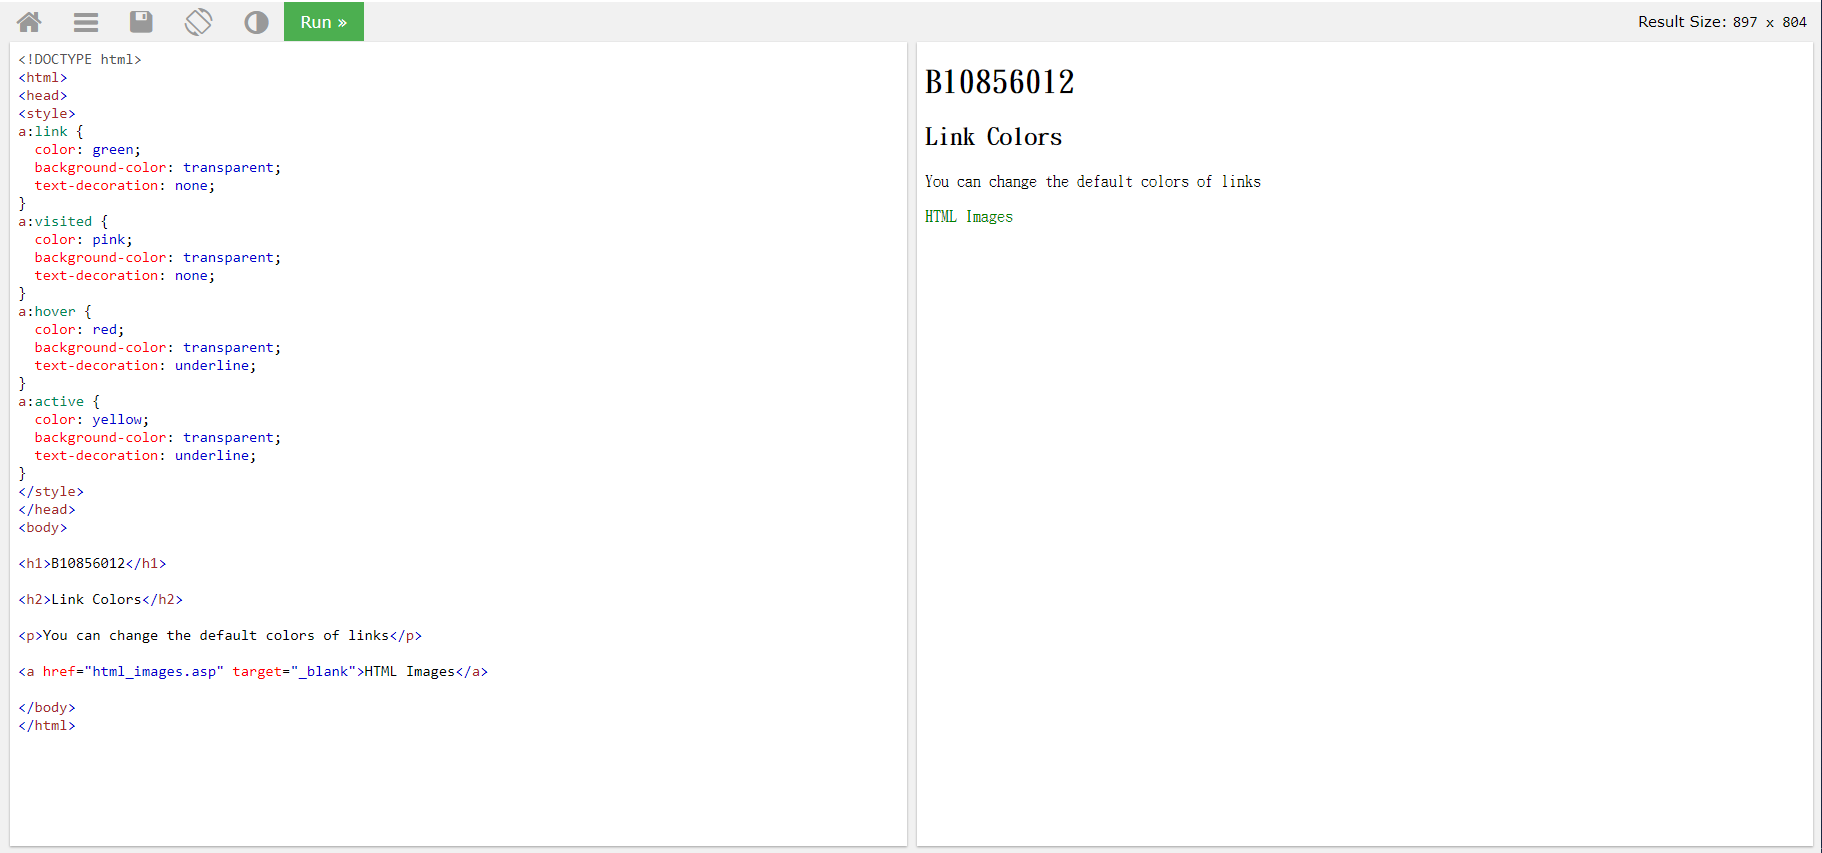 Run »
Result Size: 897 x 804
<!DOCTYPE html>
<html>
<head>
<style>
a:link {
  color: green;
  background-color: transparent;
  text-decoration: none;
}
a:visited {
  color: pink;
  background-color: transparent;
  text-decoration: none;
}
a:hover {
  color: red;
  background-color: transparent;
  text-decoration: underline;
}
a:active {
  color: yellow;
  background-color: transparent;
  text-decoration: underline;
}
</style>
</head>
<body>
<h1>B10856012</h1>
<h2>Link Colors</h2>
<p>You can change the default colors of links</p>
<a href="html_images.asp" target="_blank">HTML Images</a>
</body>
</html>
B10856012
Link Colors
You can change the default colors of links
HTML Images